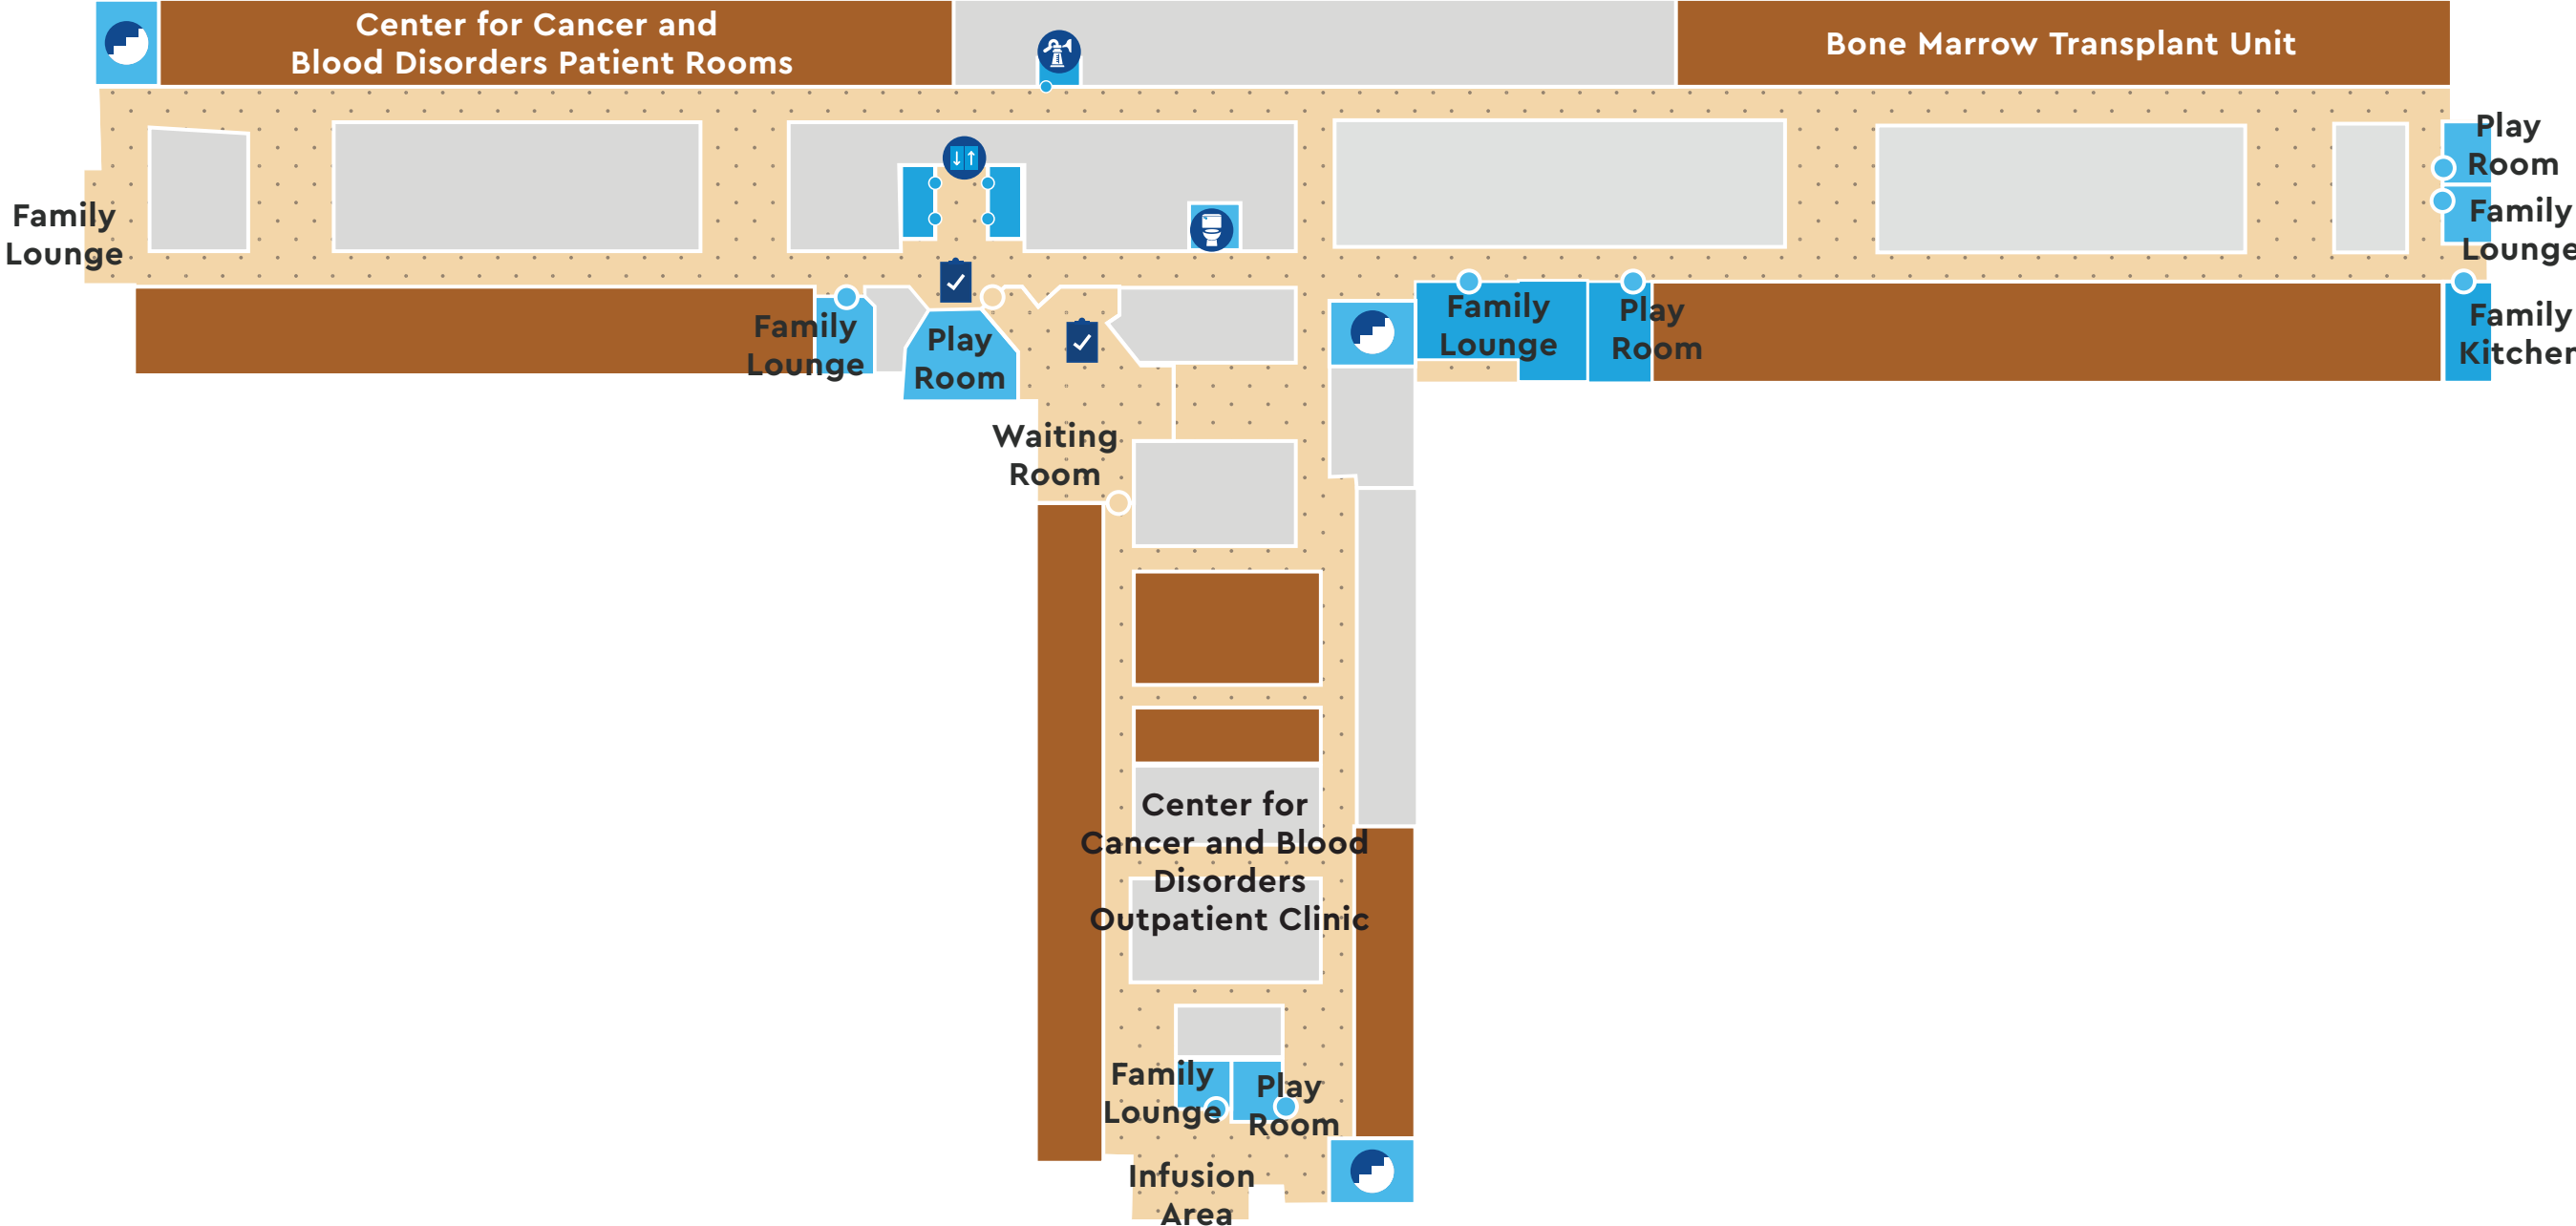 Center for Cancer and
Blood Disorders Patient Rooms
Bone Marrow Transplant Unit
Play
Room
Family
Lounge
Family
Lounge
Family
Lounge
Play
Room
Family
Lounge
Play
Room
Family
Kitchen
Waiting
Room
Center for
Cancer and Blood
Disorders
Outpatient Clinic
Family
Lounge
Play
Room
Infusion
Area